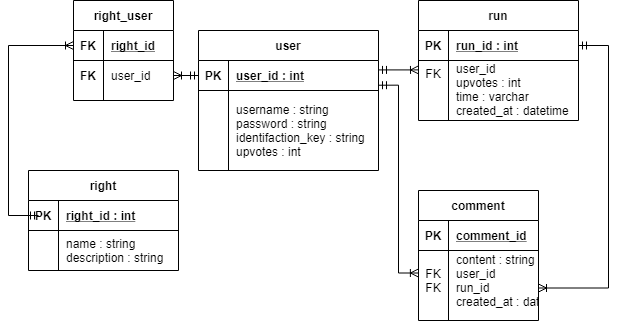 right_user
FK right_id
FK user_id
user
PK user_id : int
username : string
password : string
identifaction_key : string
upvotes : int
run
PK run_id : int
FK user_id
upvotes : int
time : varchar
created_at : datetime
right
PK right_id : int
name : string
description : string
comment
PK comment_id
content : string
FK user_id
FK run_id
created_at : dat